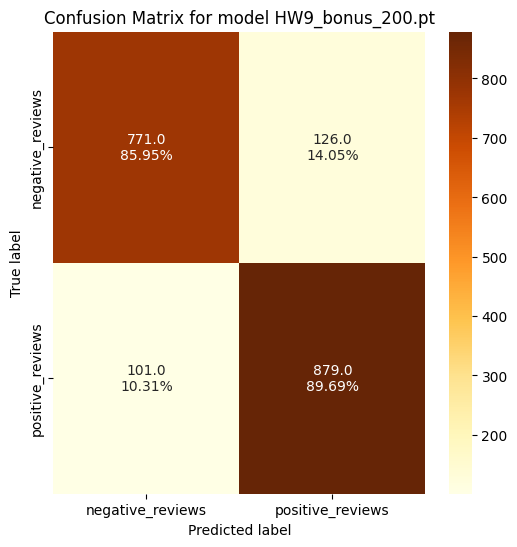 Confusion Matrix for model HW9_bonus_200.pt
True label
negative_reviews
771.0
85.95%
126.0
14.05%
positive_reviews
101.0
10.31%
879.0
89.69%
negative_reviews
positive_reviews
Predicted label
800
700
600
500
400
300
200